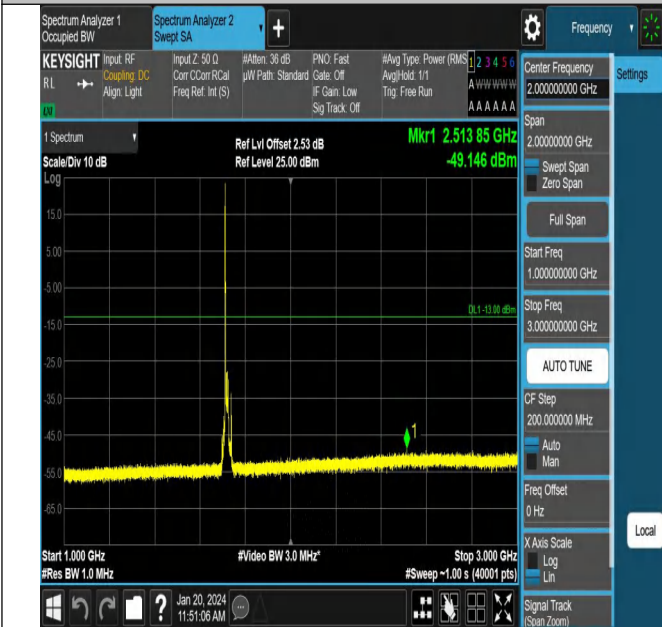 Spectrum Analyzer 1
Occupied BW
Spectrum Analyzer 2
Swept SA
Frequency
KEYSIGHT
RL
Input: RF
Coupling: DC
Align: Light
Input Z: 50 Ω
Corr CCorr RCal
Freq Ref: Int (S)
#Atten: 36 dB
µW Path: Standard
PNO: Fast
Gate: Off
IF Gain: Low
Sig Track: Off
#Avg Type: Power (RMS
Avg|Hold: 1/1
Trig: Free Run
1 2 3 4 5 6
A W W W W W
A A A A A A
LXI
1 Spectrum
Scale/Div 10 dB
Log
Ref Lvl Offset 2.53 dB
Ref Level 25.00 dBm
Mkr1 2.513 85 GHz
-49.146 dBm
15.0
5.00
-5.00
DL1 -13.00 dBm
-15.0
-25.0
-35.0
-45.0
1
-55.0
-65.0
Start 1.000 GHz
#Res BW 1.0 MHz
#Video BW 3.0 MHz*
Stop 3.000 GHz
#Sweep ~1.00 s (40001 pts)
Jan 20, 2024
11:51:06 AM
Center Frequency
2.00000000 GHz
Settings
Span
2.00000000 GHz
Swept Span
Zero Span
Full Span
Start Freq
1.000000000 GHz
Stop Freq
3.000000000 GHz
AUTO TUNE
CF Step
200.000000 MHz
Auto
Man
Freq Offset
0 Hz
X Axis Scale
Log
Lin
Local
Signal Track
(Span Zoom)